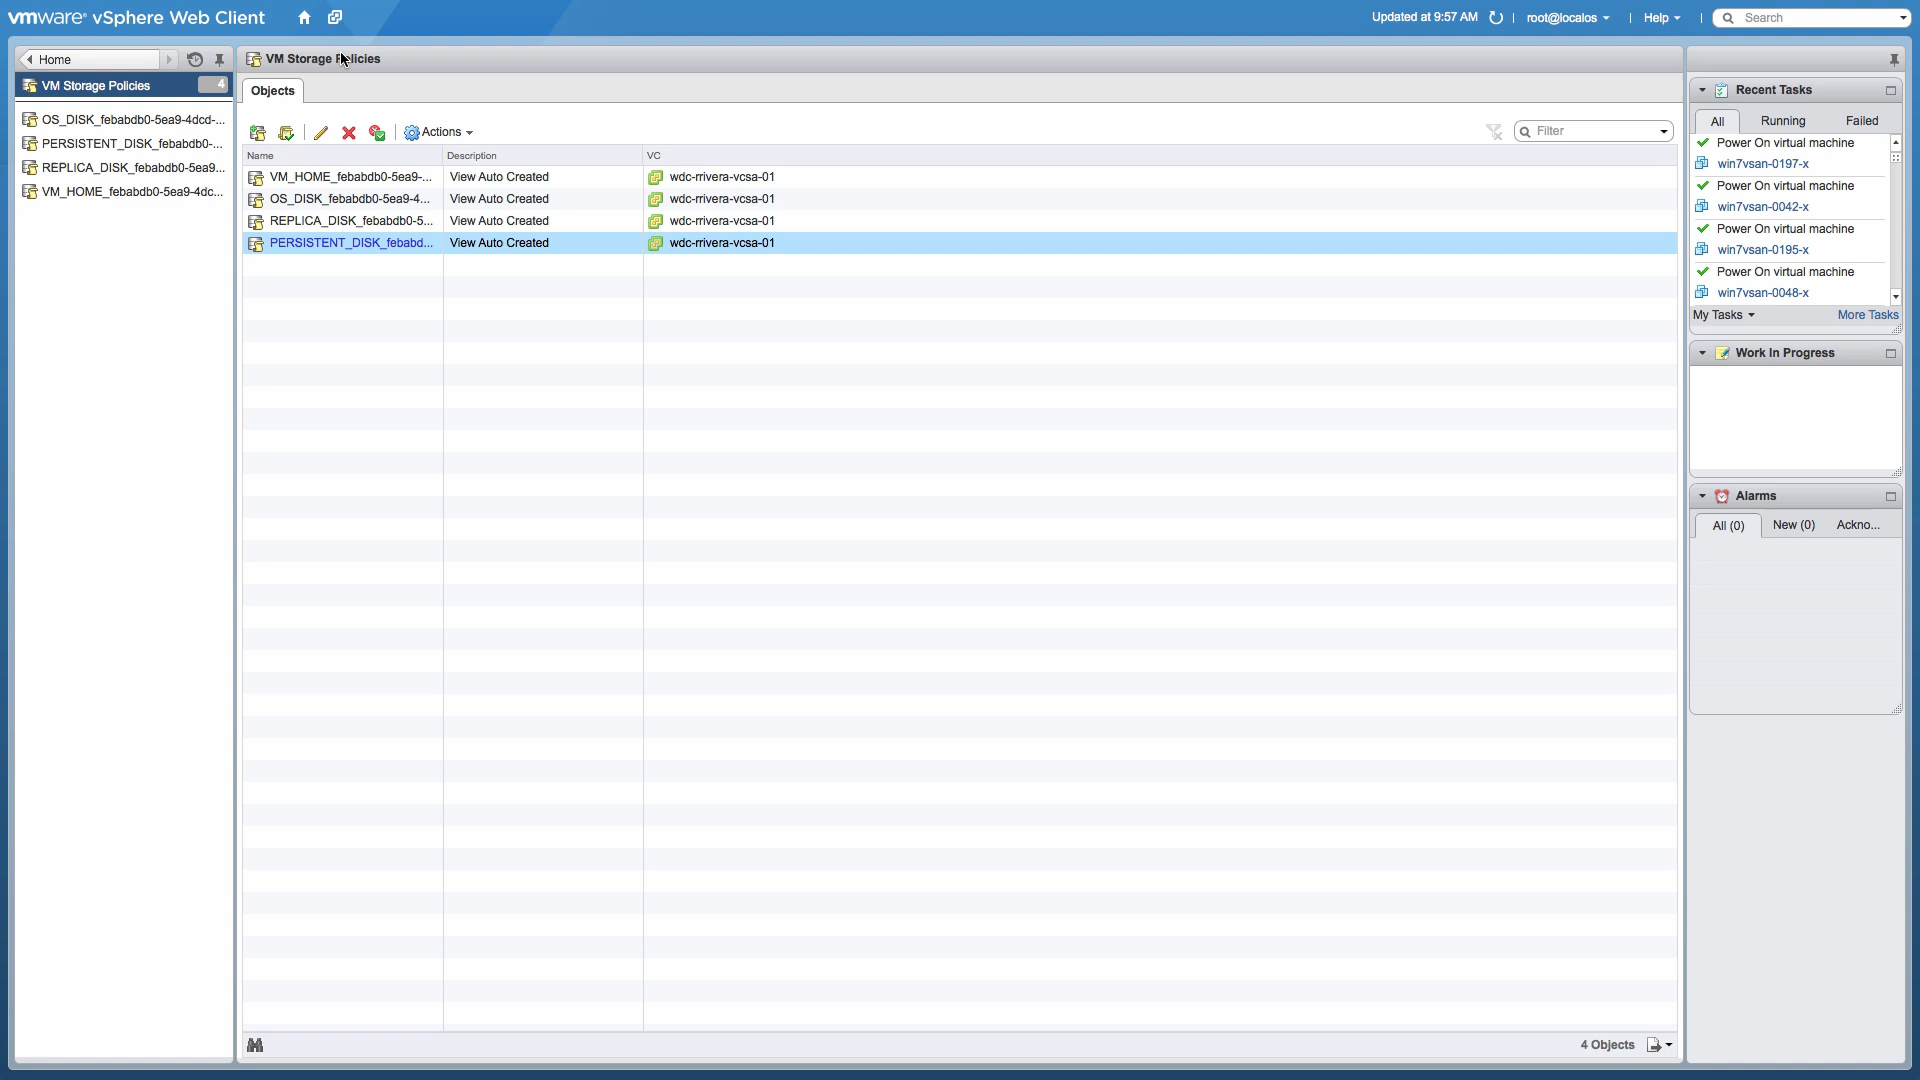 vmware® vSphere Web Client
Updated at 9:57 AM
root@localos
Help
Search
Home
VM Storage Policies
4
OS_DISK_febabdb0-5ea9-4dcd-...
PERSISTENT_DISK_febabdb0-...
REPLICA_DISK_febabdb0-5ea9...
VM_HOME_febabdb0-5ea9-4dc...
VM Storage Policies
Objects
Actions
Filter
Name Description VC
VM_HOME_febabdb0-5ea9-... View Auto Created wdc-rrivera-vcsa-01
OS_DISK_febabdb0-5ea9-4... View Auto Created wdc-rrivera-vcsa-01
REPLICA_DISK_febabdb0-5... View Auto Created wdc-rrivera-vcsa-01
PERSISTENT_DISK_febabd... View Auto Created wdc-rrivera-vcsa-01
4 Objects
Recent Tasks
All Running Failed
Power On virtual machine
win7vsan-0197-x
Power On virtual machine
win7vsan-0042-x
Power On virtual machine
win7vsan-0195-x
Power On virtual machine
win7vsan-0048-x
My Tasks More Tasks
Work In Progress
Alarms
All (0) New (0) Ackno...